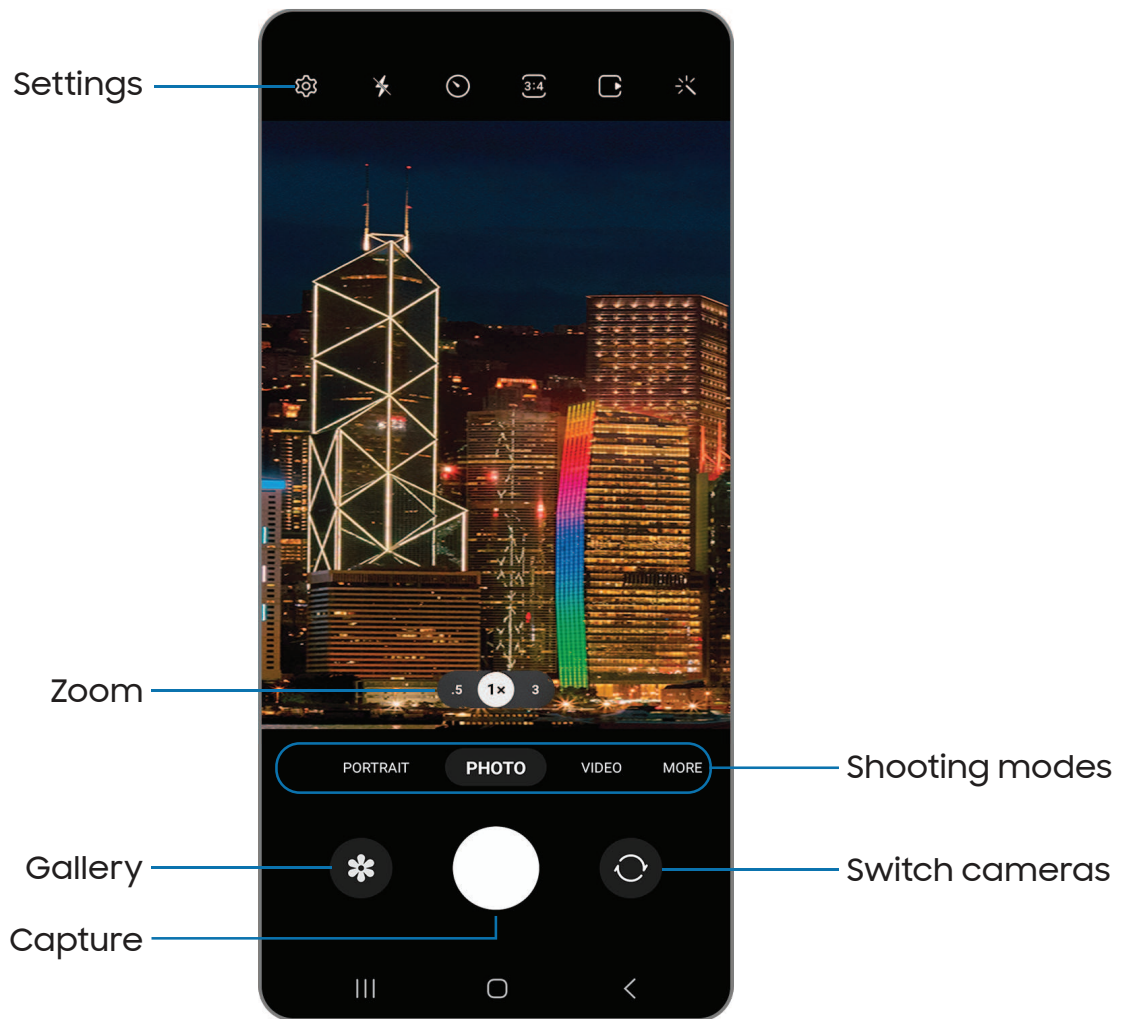 Settings
3:4
Zoom
.5 1× 3
PORTRAIT PHOTO VIDEO MORE
Shooting modes
Gallery
Switch cameras
Capture